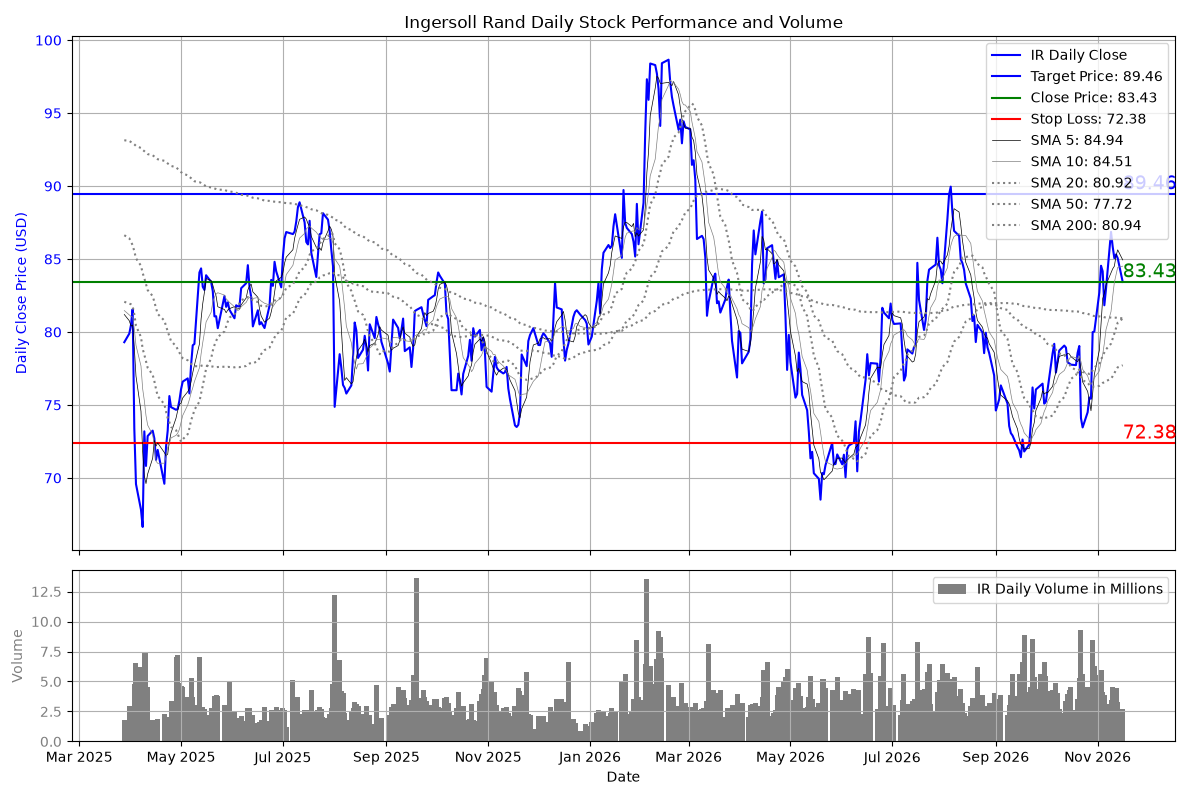 Ingersoll Rand Daily Stock Performance and Volume
Daily Close Price (USD)
100
95
90
85
80
75
70
IR Daily Close
Target Price: 89.46
Close Price: 83.43
Stop Loss: 72.38
SMA 5: 84.94
SMA 10: 84.51
SMA 20: 80.92
SMA 50: 77.72
SMA 200: 80.94
89.46
83.43
72.38
Volume
12.5
10.0
7.5
5.0
2.5
0.0
IR Daily Volume in Millions
Mar 2025
May 2025
Jul 2025
Sep 2025
Nov 2025
Jan 2026
Mar 2026
May 2026
Jul 2026
Sep 2026
Nov 2026
Date